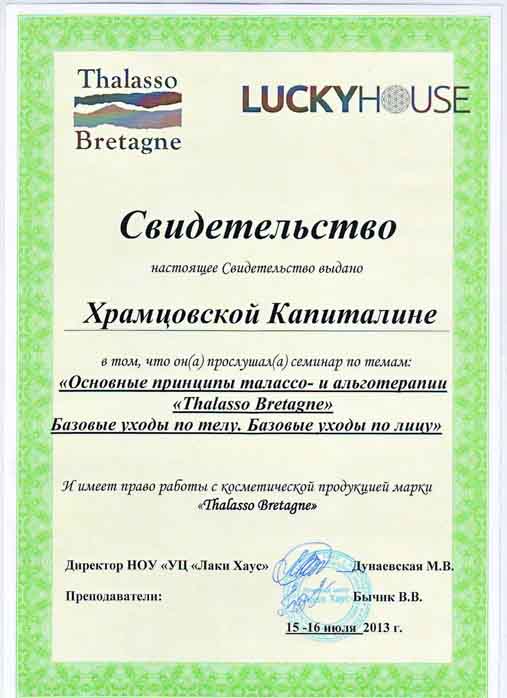 Thalasso
Bretagne
LUCKYHOUSE
Свидетельство
настоящее Свидетельство выдано
Храмцовской Капиталине
в том, что он(а) прослушал(а) семинар по темам:
«Основные принципы талассо- и альготерапии
«Thalasso Bretagne»
Базовые уходы по телу. Базовые уходы по лицу»
И имеет право работы с косметической продукцией марки
«Thalasso Bretagne»
Директор НОУ «УЦ «Лаки Хаус» Дунаевская М.В.
Преподаватели: Бычик В.В.
15 -16 июля 2013 г.